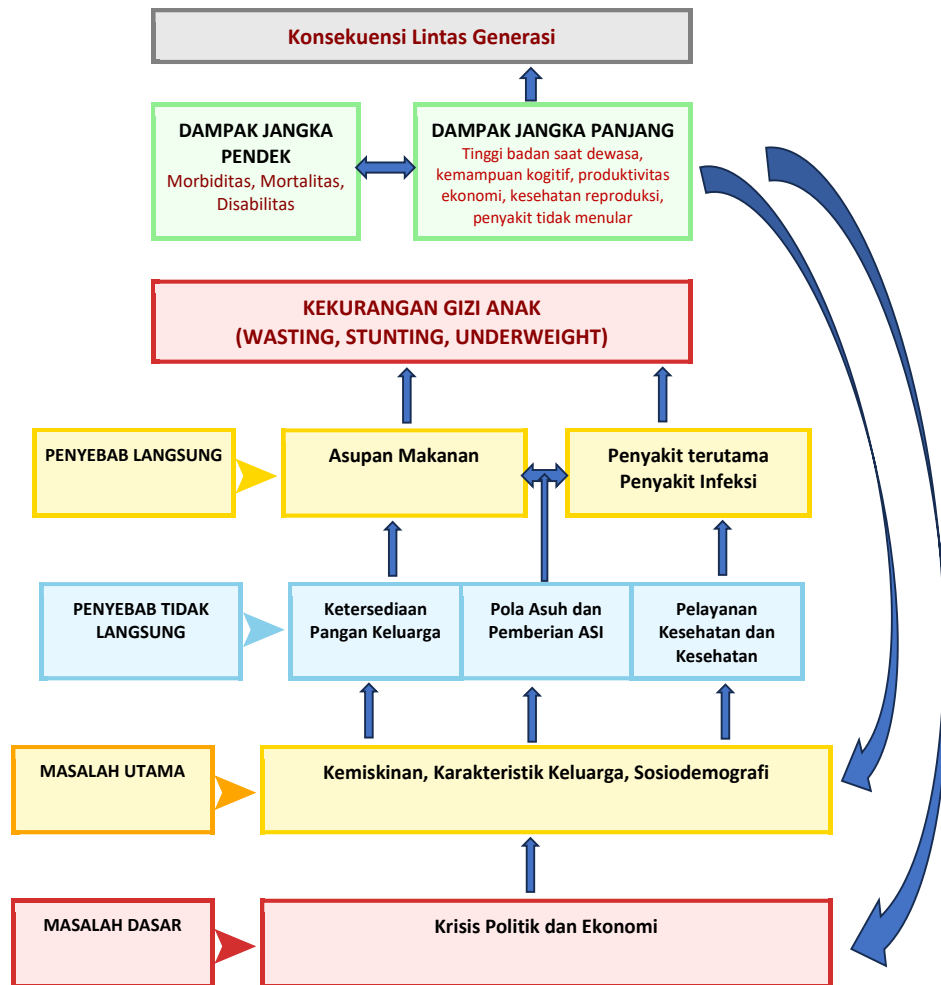 Konsekuensi Lintas Generasi
DAMPAK JANGKA
PENDEK
Morbiditas, Mortalitas,
Disabilitas
DAMPAK JANGKA PANJANG
Tinggi badan saat dewasa,
kemampuan kogitif, produktivitas
ekonomi, kesehatan reproduksi,
penyakit tidak menular
KEKURANGAN GIZI ANAK
(WASTING, STUNTING, UNDERWEIGHT)
PENYEBAB LANGSUNG
Asupan Makanan
Penyakit terutama
Penyakit Infeksi
PENYEBAB TIDAK
LANGSUNG
Ketersediaan
Pangan Keluarga
Pola Asuh dan
Pemberian ASI
Pelayanan
Kesehatan dan
Kesehatan
MASALAH UTAMA
Kemiskinan, Karakteristik Keluarga, Sosiodemografi
MASALAH DASAR
Krisis Politik dan Ekonomi